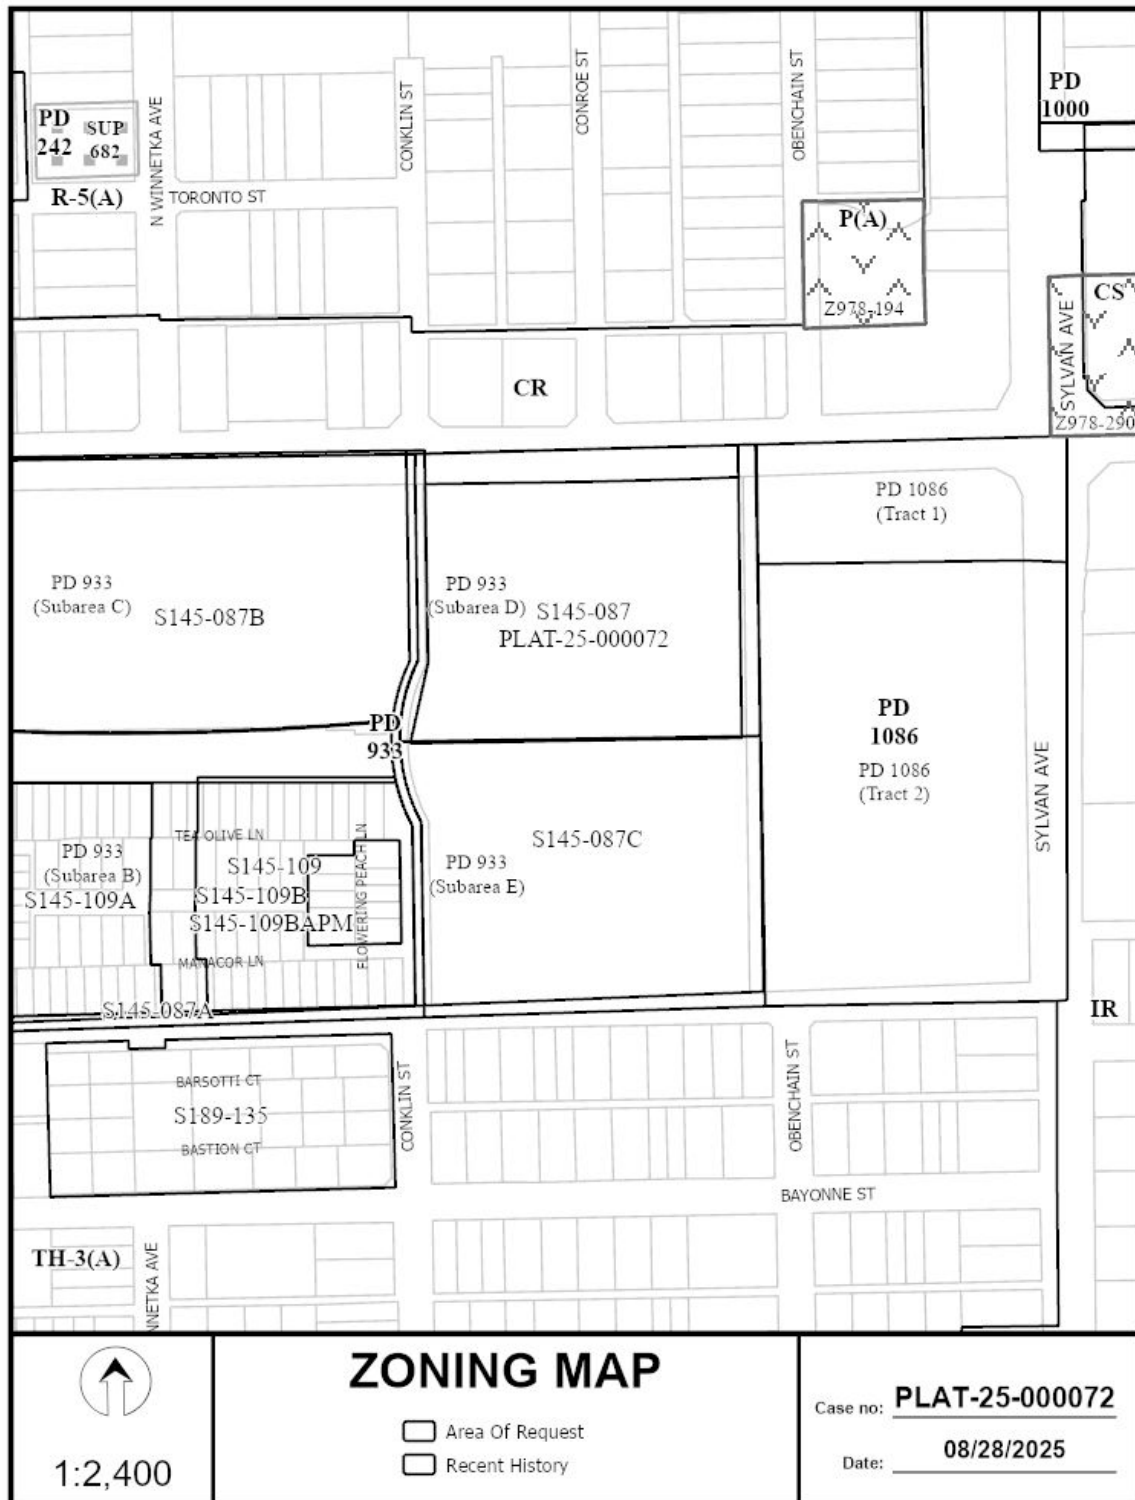 PD
1000
CONROE ST
OBENCHAIN ST
CONKLIN ST
N WINNETKA AVE
PD
242
SUP
682
R-5(A)
TORONTO ST
P(A)
Z978-194
CS
SYLVAN AVE
Z978-290
CR
PD 1086
(Tract 1)
PD 933
(Subarea C)
S145-087B
PD 933
(Subarea D)
S145-087
PLAT-25-000072
PD
933
PD
1086
PD 1086
(Tract 2)
SYLVAN AVE
TEA OLIVE LN
PD 933
(Subarea B)
S145-109A
S145-109
S145-109B
S145-109BAPM
FLOWERING PEACH LN
MANACOR LN
S145-087C
PD 933
(Subarea E)
S145-087A
IR
BARSOTTI CT
S189-135
BASTION CT
CONKLIN ST
OBENCHAIN ST
BAYONNE ST
TH-3(A)
NNETKA AVE
1:2,400
ZONING MAP
Area Of Request
Recent History
Case no: PLAT-25-000072
Date: 08/28/2025